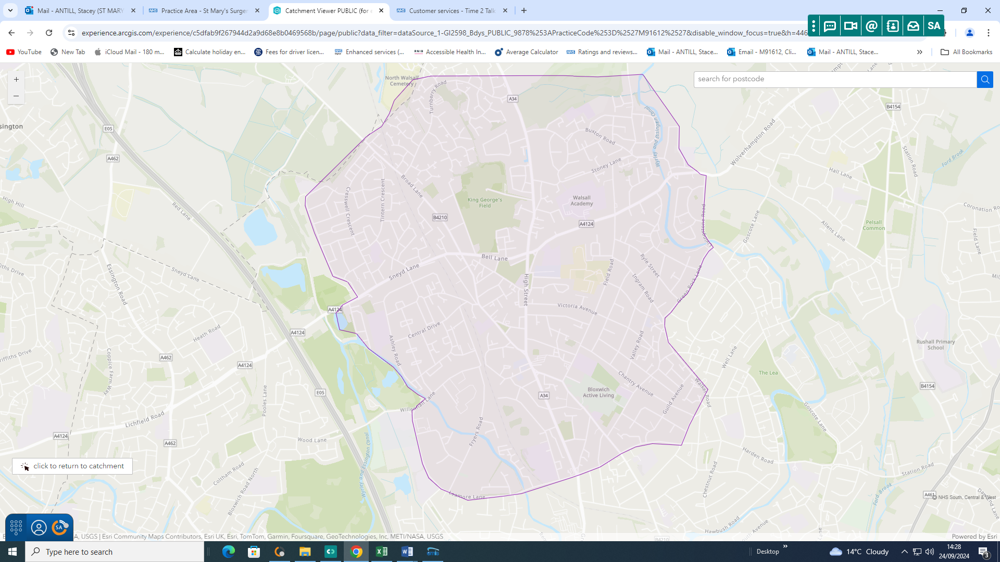 Mail - ANTILL, Stacey (ST MARY
Practice Area - St Mary's Surger
Catchment Viewer PUBLIC (for e
Customer services - Time 2 Talk
SA
experience.arcgis.com/experience/c5dfab9f267944d2a9d68e8b0469568b/page/public?data_filter=dataSource_1-GI2598_Bdys_PUBLIC_9878%253APracticeCode%253D%2527M91612%2527&disable_window_focus=true&h=446
YouTube
New Tab
iCloud Mail - 180 m...
Calculate holiday en...
Fees for driver licen...
Enhanced services (...
Accessible Health In...
Average Calculator
Ratings and reviews...
Mail - ANTILL, Stace...
Email - M91612, Cli...
Mail - ANTILL, Stace...
All Bookmarks
+
−
search for postcode
North Walsall
Cemetery
Turnberry Road
A34
B4154
sington
E05
Buxton Road
Wyrley and Essington Canal
Wolverhampton Road
Station Road
Ford Brook
A462
Stoney Lane
Hall Lane
Broad Lane
Cresswell Crescent
Tintern Crescent
King George's
Field
Walsall
Academy
High Hill
Red Lane
Coronation Ro
B4210
A4124
Goscote Lane
Allens Lane
Pelsall
Common
Field Lane
Bell Lane
Sneyd Lane
Ryle Street
Field Road
Ingram Road
High Street
Green Rock Lane
Essington Road
Sneyd Lane
Victoria Avenue
A4124
A4124
Heath Road
Central Drive
Ashley Road
Valley Road
Well Lane
Rushall Primary
School
riffiths Drive
Coppice Farm Way
A462
A4124
The Lea
Chantry Avenue
Bloxwich
Active Living
Guild Avenue
Walker Road
B4154
E05
Pooles Lane
A34
Willenhall Lane
Goscote Lane
Lichfield Road
A4124
A462
Wood Lane
Fryers Road
Harden Road
click to return to catchment
Coltham Road
Bloxwich Road North
Wyrley and Essington Canal
Leamore Lane
Chestnut Road
Station Road
Ford Brook
A461
© NHS South, Central & West
Hawbush Road
B4210
SA
A, USGS | Esri Community Maps Contributors, Esri UK, Esri, TomTom, Garmin, Foursquare, GeoTechnologies, Inc, METI/NASA, USGS
Powered by Esri
Type here to search
Desktop
14°C Cloudy
14:28
24/09/2024
3